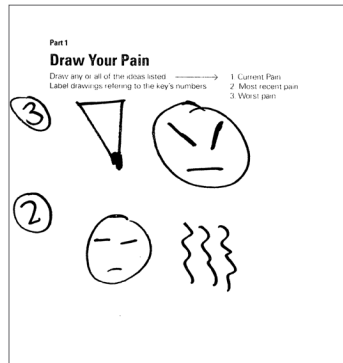 Part 1
Draw Your Pain
Draw any or all of the ideas listed
Label drawings refering to the key's numbers
1. Current Pain
2. Most recent pain
3. Worst pain
3
2